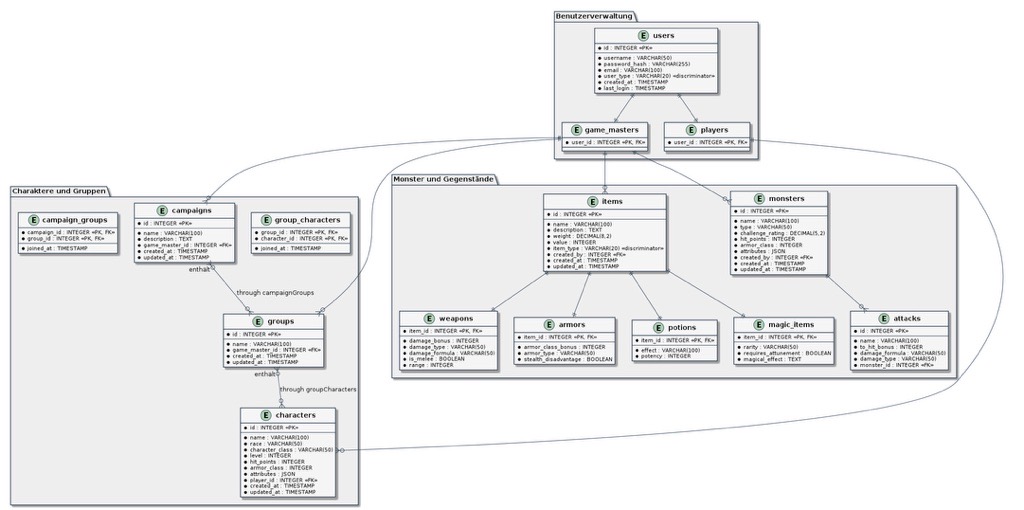 Benutzerverwaltung
E users
id : INTEGER «PK»
username : VARCHAR(50)
password_hash : VARCHAR(255)
email : VARCHAR(100)
user_type : VARCHAR(20) «discriminator»
created_at : TIMESTAMP
last_login : TIMESTAMP
E game_masters
user_id : INTEGER «PK, FK»
E players
user_id : INTEGER «PK, FK»
Charaktere und Gruppen
E campaign_groups
campaign_id : INTEGER «PK, FK»
group_id : INTEGER «PK, FK»
joined_at : TIMESTAMP
E campaigns
id : INTEGER «PK»
name : VARCHAR(100)
description : TEXT
game_master_id : INTEGER «FK»
created_at : TIMESTAMP
updated_at : TIMESTAMP
E group_characters
group_id : INTEGER «PK, FK»
character_id : INTEGER «PK, FK»
joined_at : TIMESTAMP
enthält
through campaignGroups
E groups
id : INTEGER «PK»
name : VARCHAR(100)
game_master_id : INTEGER «FK»
created_at : TIMESTAMP
updated_at : TIMESTAMP
enthält
through groupCharacters
E characters
id : INTEGER «PK»
name : VARCHAR(100)
race : VARCHAR(50)
character_class : VARCHAR(50)
level : INTEGER
hit_points : INTEGER
armor_class : INTEGER
attributes : JSON
player_id : INTEGER «FK»
created_at : TIMESTAMP
updated_at : TIMESTAMP
Monster und Gegenstände
E items
id : INTEGER «PK»
name : VARCHAR(100)
description : TEXT
weight : DECIMAL(6,2)
value : INTEGER
item_type : VARCHAR(20) «discriminator»
created_by : INTEGER «FK»
created_at : TIMESTAMP
updated_at : TIMESTAMP
E monsters
id : INTEGER «PK»
name : VARCHAR(100)
type : VARCHAR(50)
challenge_rating : DECIMAL(5,2)
hit_points : INTEGER
armor_class : INTEGER
attributes : JSON
created_by : INTEGER «FK»
created_at : TIMESTAMP
updated_at : TIMESTAMP
E weapons
item_id : INTEGER «PK, FK»
damage_bonus : INTEGER
damage_type : VARCHAR(50)
damage_formula : VARCHAR(50)
is_melee : BOOLEAN
range : INTEGER
E armors
item_id : INTEGER «PK, FK»
armor_class_bonus : INTEGER
armor_type : VARCHAR(50)
stealth_disadvantage : BOOLEAN
E potions
item_id : INTEGER «PK, FK»
effect : VARCHAR(100)
potency : INTEGER
E magic_items
item_id : INTEGER «PK, FK»
rarity : VARCHAR(50)
requires_attunement : BOOLEAN
magical_effect : TEXT
E attacks
id : INTEGER «PK»
name : VARCHAR(100)
to_hit_bonus : INTEGER
damage_formula : VARCHAR(50)
damage_type : VARCHAR(50)
monster_id : INTEGER «FK»